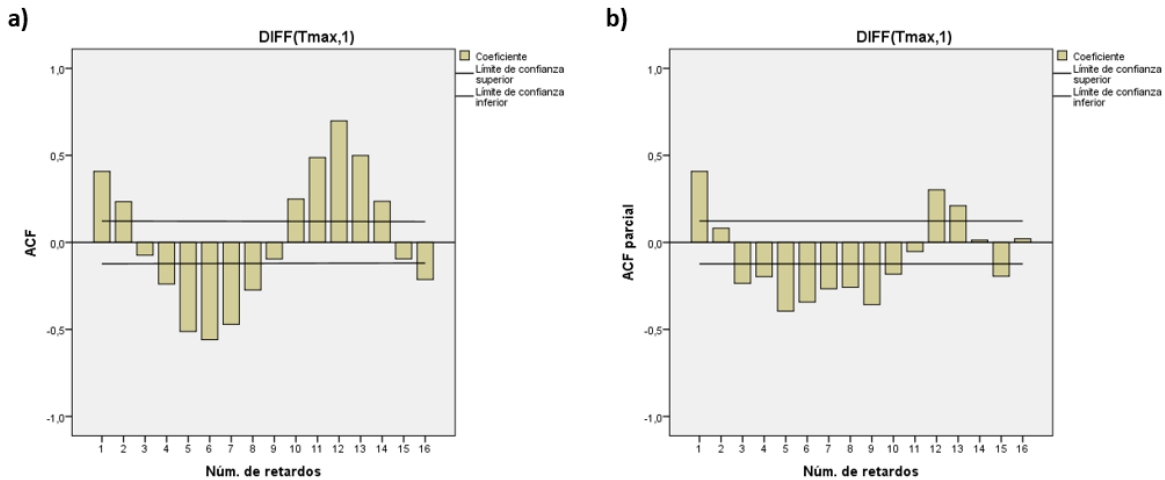 a)
DIFF(Tmax,1)
Coeficiente
Límite de confianza
superior
Límite de confianza
inferior
1,0
0,5
0,0
-0,5
-1,0
ACF
1 2 3 4 5 6 7 8 9 10 11 12 13 14 15 16
Núm. de retardos
b)
DIFF(Tmax,1)
Coeficiente
Límite de confianza
superior
Límite de confianza
inferior
1,0
0,5
0,0
-0,5
-1,0
ACF parcial
1 2 3 4 5 6 7 8 9 10 11 12 13 14 15 16
Núm. de retardos